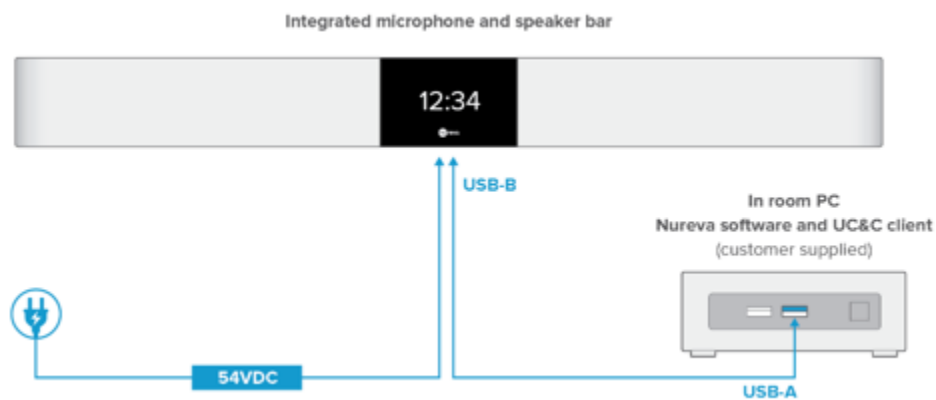 Integrated microphone and speaker bar
12:34
USB-B
In room PC
Nureva software and UC&C client
(customer supplied)
54VDC
USB-A